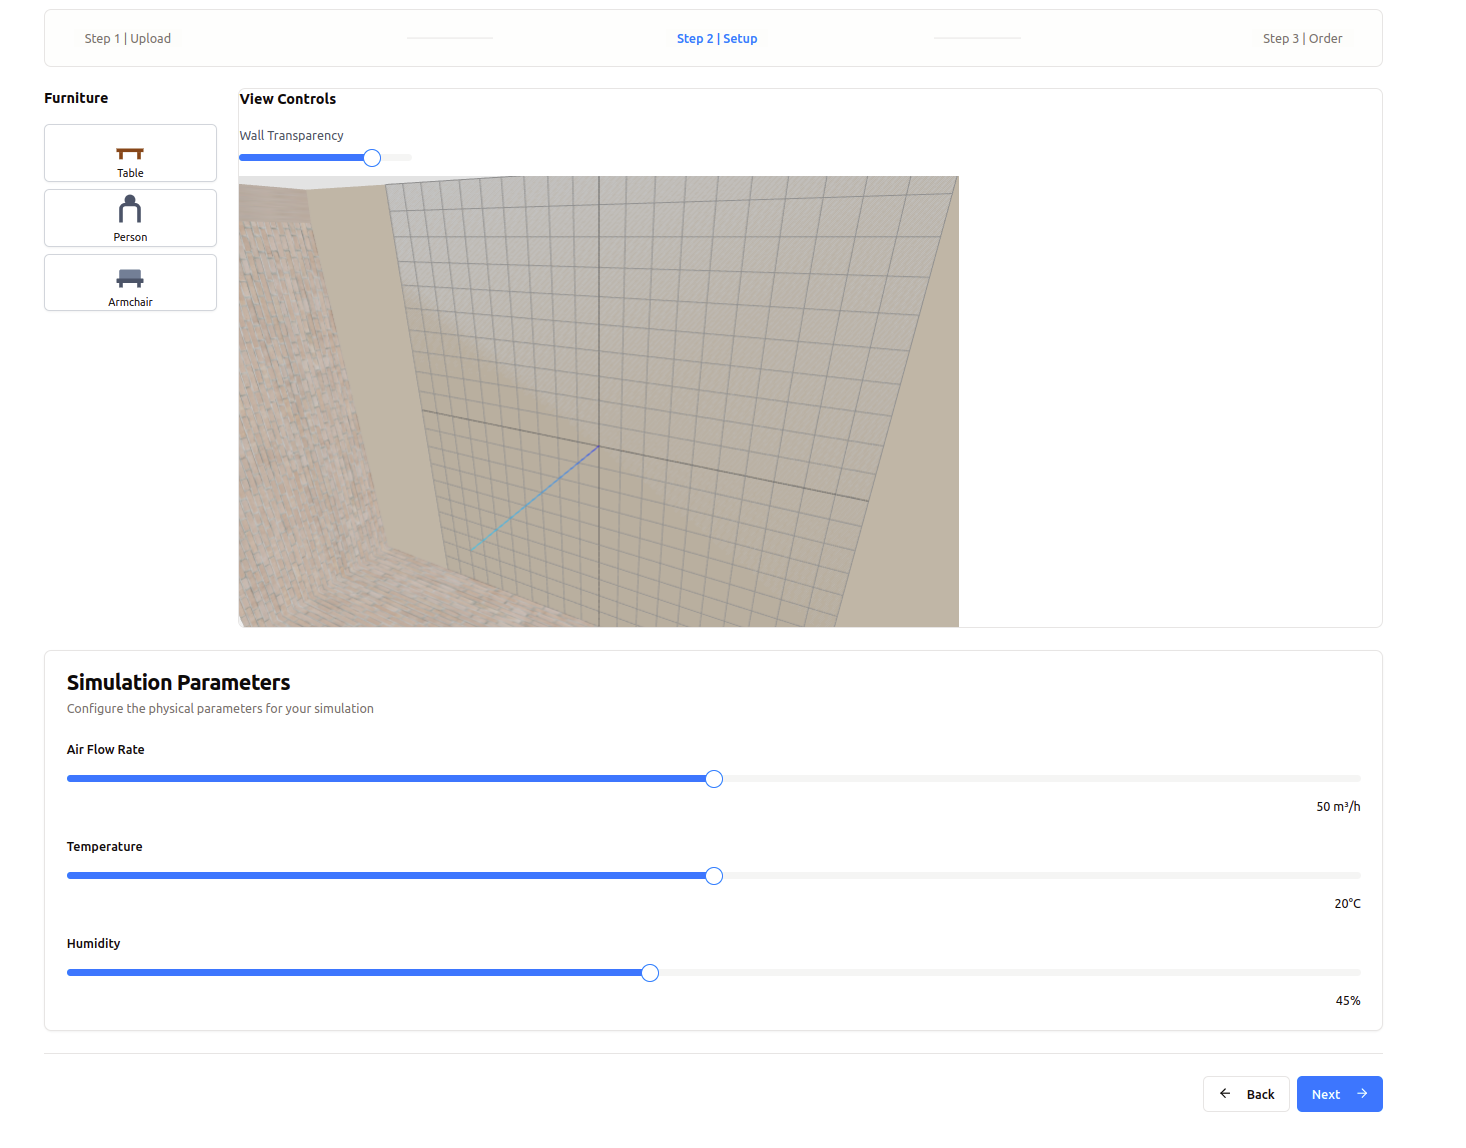 Step 1 | Upload
Step 2 | Setup
Step 3 | Order
Furniture
Table
Person
Armchair
View Controls
Wall Transparency
Simulation Parameters
Configure the physical parameters for your simulation
Air Flow Rate
50 m³/h
Temperature
20°C
Humidity
45%
Back
Next